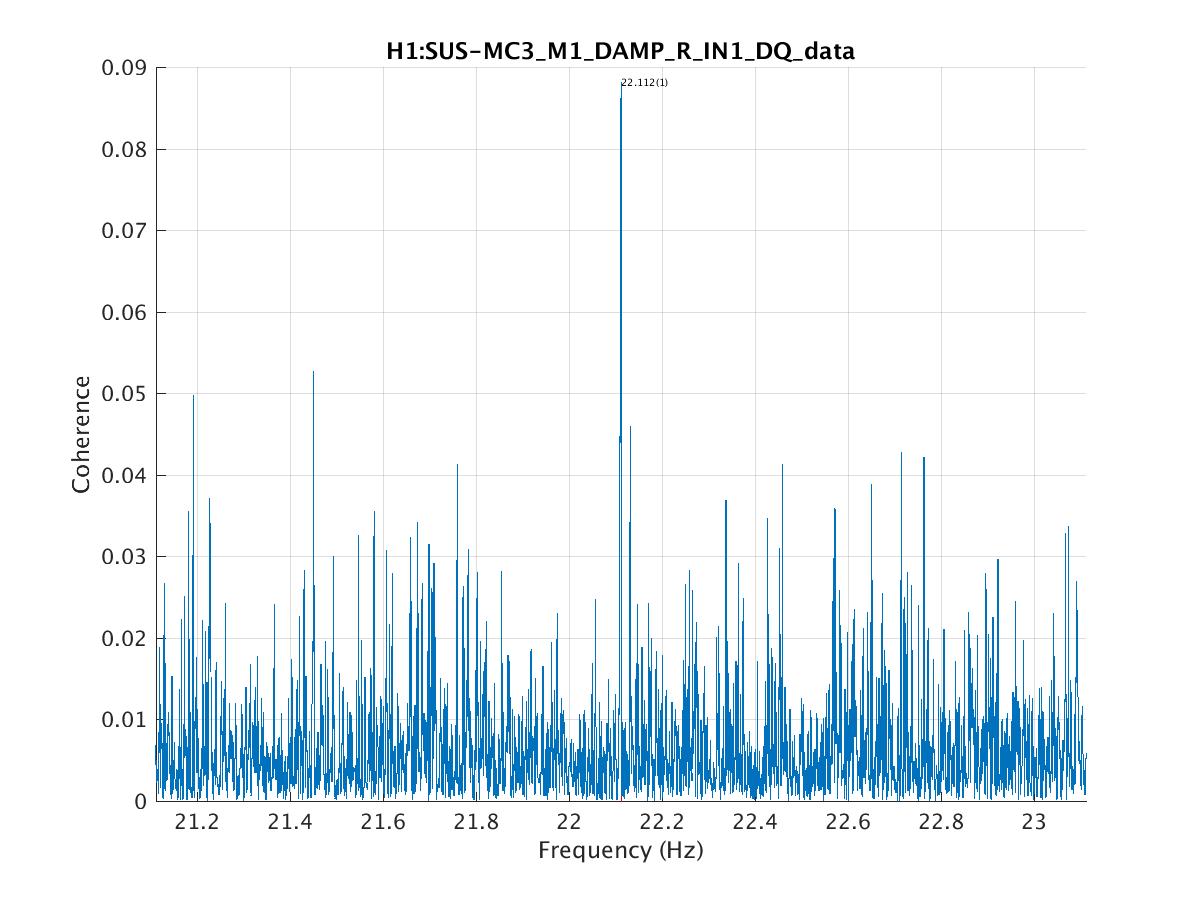 H1:SUS-MC3_M1_DAMP_R_IN1_DQ_data
22.112(1)
0.09
0.08
0.07
0.06
0.05
0.04
0.03
0.02
0.01
0
Coherence
21.2 21.4 21.6 21.8 22 22.2 22.4 22.6 22.8 23
Frequency (Hz)